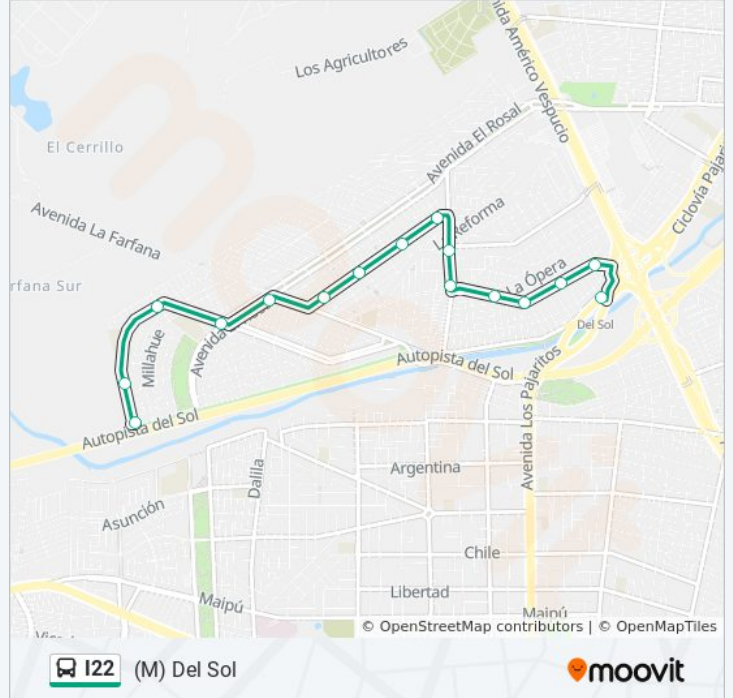 Los Agricultores
Avenida Américo Vespucio
El Cerrillo
Avenida El Rosal
Ciclovía Pajari
Avenida La Farfana
La Reforma
rfana Sur
La Ópera
Del Sol
Millahue
Avenida
Autopista del Sol
Autopista del Sol
Avenida Los Pajaritos
Argentina
Dalila
Asunción
Chile
Libertad
Maipú
Maipú
© OpenStreetMap contributors | © OpenMapTiles
I22 (M) Del Sol
moovit